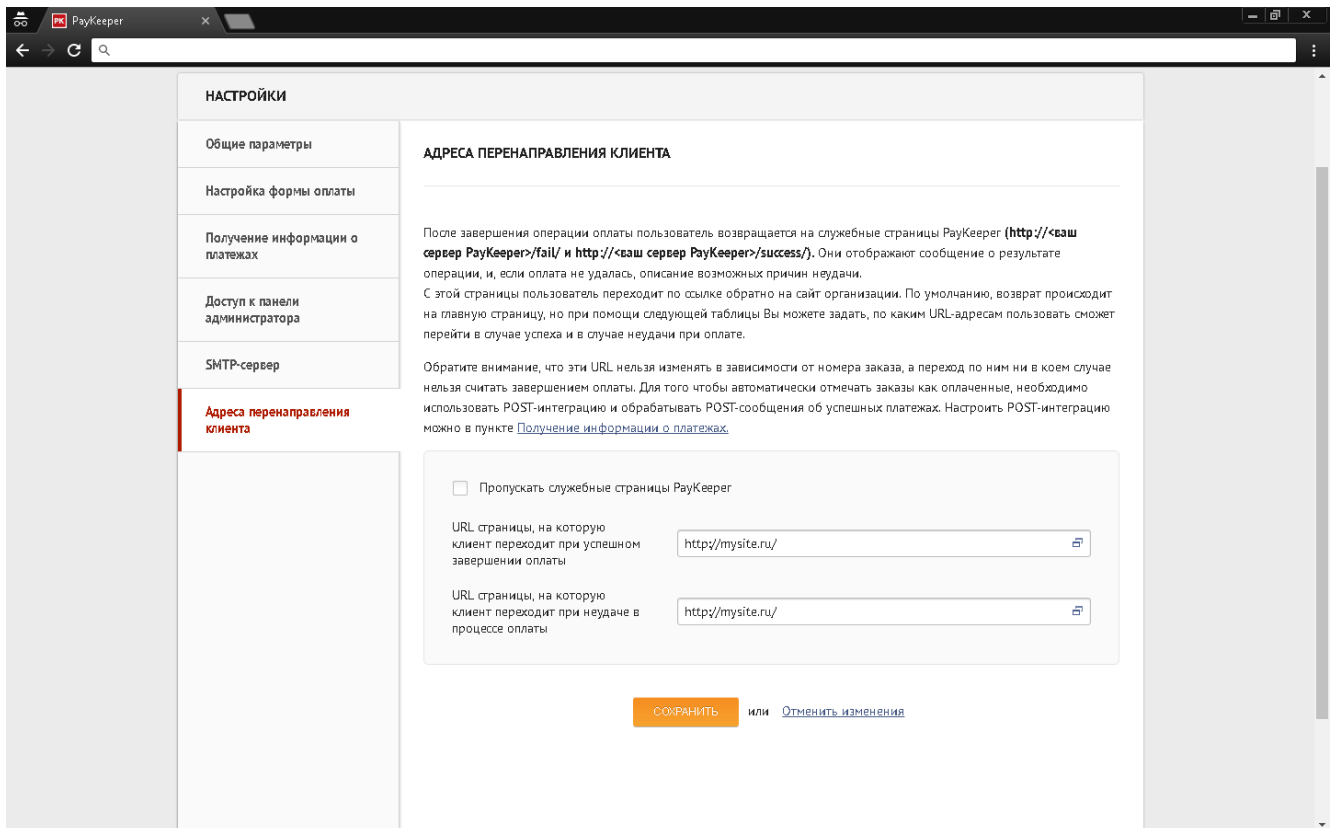 PayKeeper
НАСТРОЙКИ
Общие параметры
Настройка формы оплаты
Получение информации о
платежах
Доступ к панели
администратора
SMTP-сервер
Адреса перенаправления
клиента
АДРЕСА ПЕРЕНАПРАВЛЕНИЯ КЛИЕНТА
После завершения операции оплаты пользователь возвращается на служебные страницы PayKeeper (http://<ваш
сервер PayKeeper>/fail/ и http://<ваш сервер PayKeeper>/success/). Они отображают сообщение о результате
операции, и, если оплата не удалась, описание возможных причин неудачи.
С этой страницы пользователь переходит по ссылке обратно на сайт организации. По умолчанию, возврат происходит
на главную страницу, но при помощи следующей таблицы Вы можете задать, по каким URL-адресам пользовать сможет
перейти в случае успеха и в случае неудачи при оплате.
Обратите внимание, что эти URL нельзя изменять в зависимости от номера заказа, а переход по ним ни в коем случае
нельзя считать завершением оплаты. Для того чтобы автоматически отмечать заказы как оплаченные, необходимо
использовать POST-интеграцию и обрабатывать POST-сообщения об успешных платежах. Настроить POST-интеграцию
можно в пункте Получение информации о платежах.
Пропускать служебные страницы PayKeeper
URL страницы, на которую
клиент переходит при успешном
завершении оплаты
http://mysite.ru/
URL страницы, на которую
клиент переходит при неудаче в
процессе оплаты
http://mysite.ru/
СОХРАНИТЬ или Отменить изменения